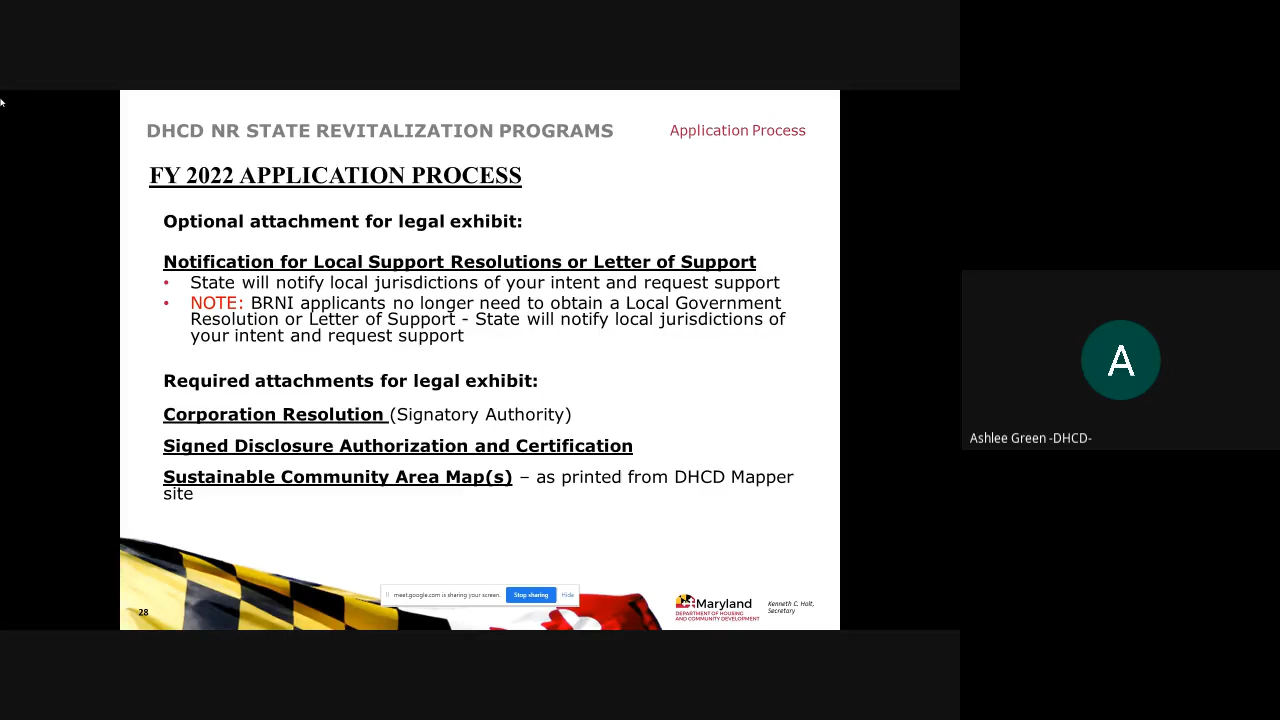 DHCD NR STATE REVITALIZATION PROGRAMS
Application Process
FY 2022 APPLICATION PROCESS
Optional attachment for legal exhibit:
Notification for Local Support Resolutions or Letter of Support
• State will notify local jurisdictions of your intent and request support
• NOTE: BRNI applicants no longer need to obtain a Local Government
Resolution or Letter of Support - State will notify local jurisdictions of
your intent and request support
Required attachments for legal exhibit:
Corporation Resolution (Signatory Authority)
Signed Disclosure Authorization and Certification
Sustainable Community Area Map(s) – as printed from DHCD Mapper
site
meet.google.com is sharing your screen.
Stop sharing
Hide
28
Maryland
DEPARTMENT OF HOUSING
AND COMMUNITY DEVELOPMENT
Kenneth C. Holt,
Secretary
A
Ashlee Green -DHCD-